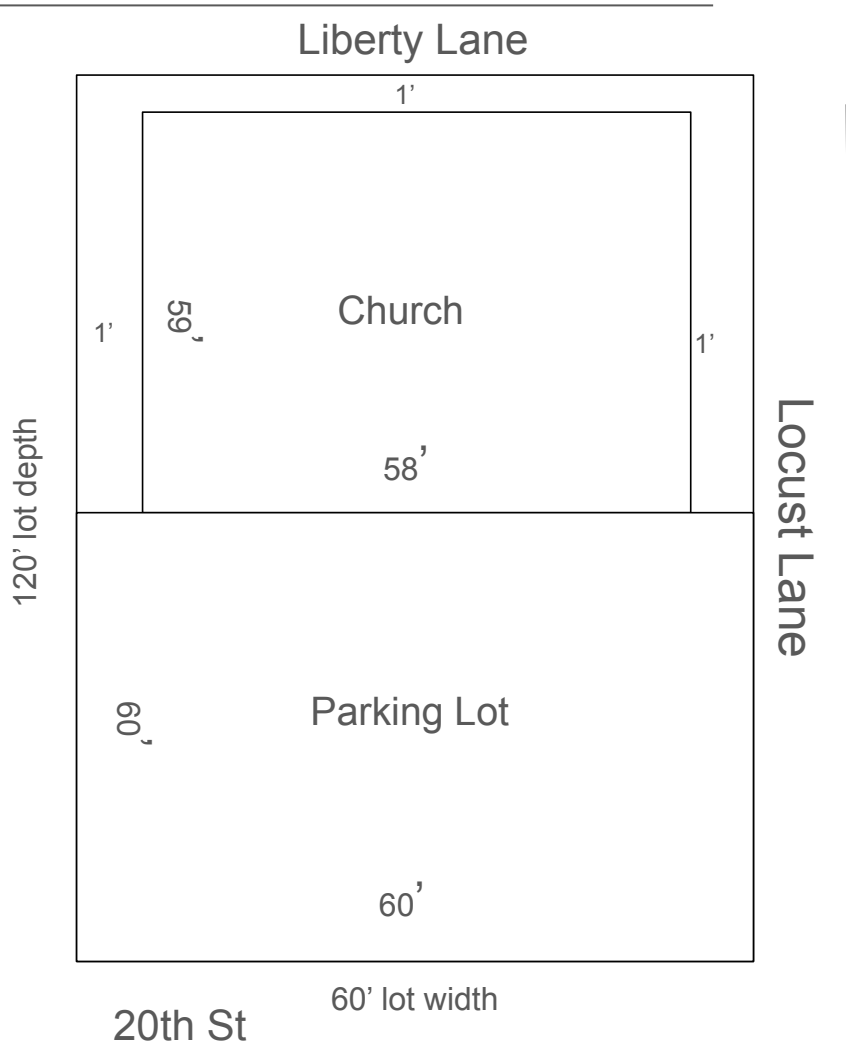 Liberty Lane
1’
Church
59’
1’
1’
58’
120’ lot depth
Locust Lane
Parking Lot
60’
60’
60’ lot width
20th St